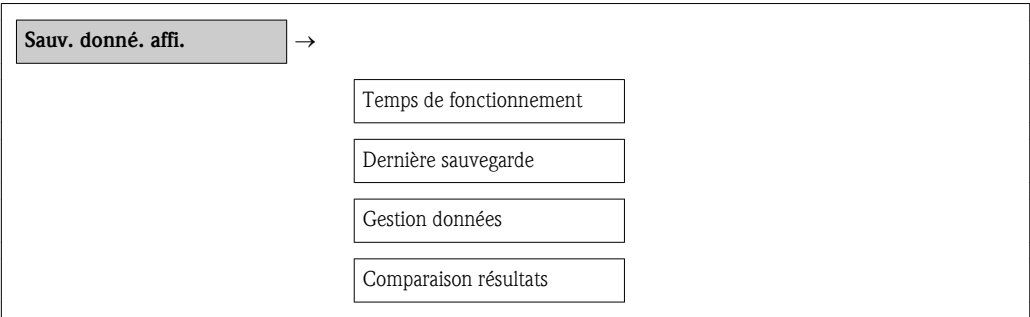 Sauv. donné. affi. →
Temps de fonctionnement
Dernière sauvegarde
Gestion données
Comparaison résultats